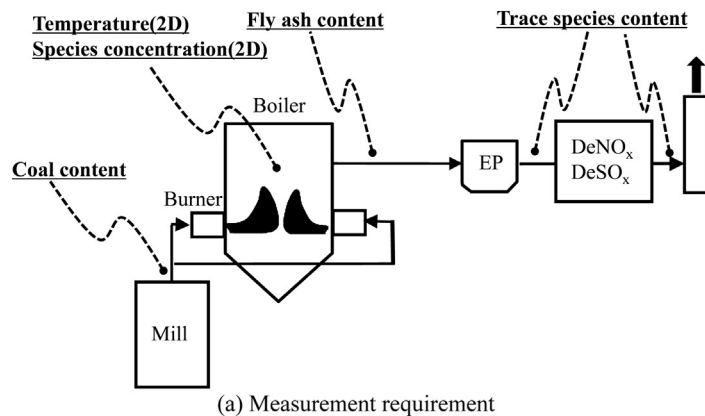 Temperature(2D)
Species concentration(2D)
Fly ash content
Trace species content
Boiler
Coal content
Burner
EP
DeNOₓ
DeSOₓ
Mill
(a) Measurement requirement